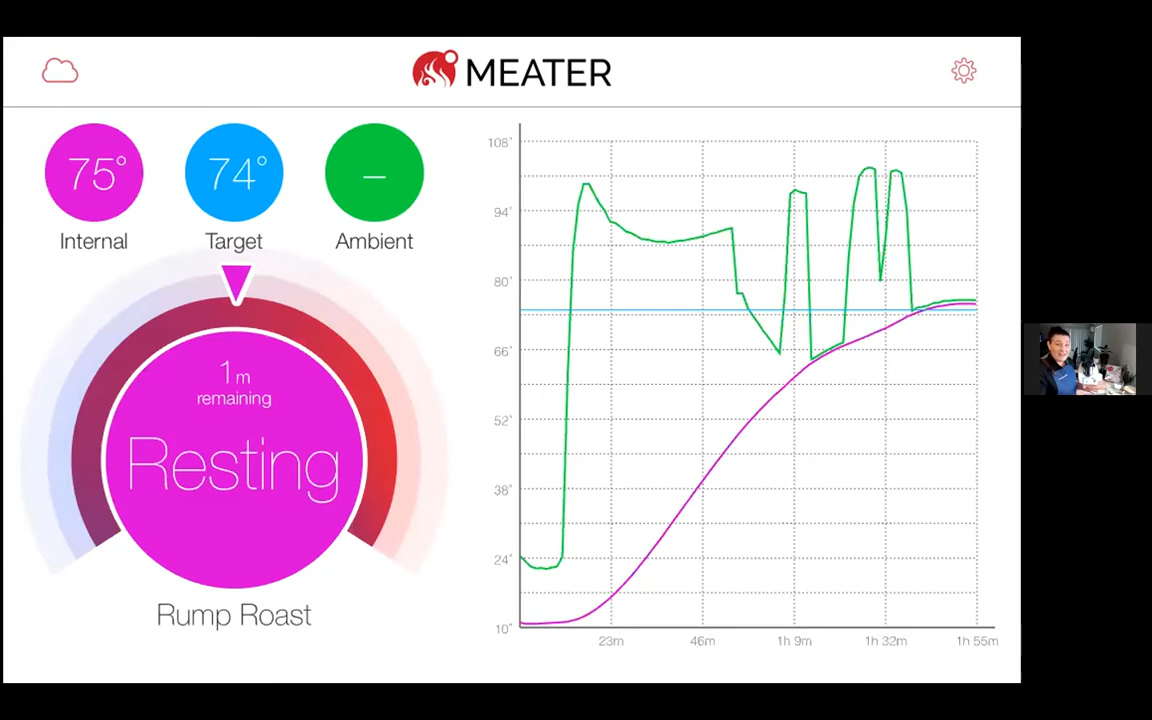 MEATER
75°
74°
–
Internal
Target
Ambient
1m
remaining
Resting
Rump Roast
108°
94°
80°
66°
52°
38°
24°
10°
23m
46m
1h 9m
1h 32m
1h 55m